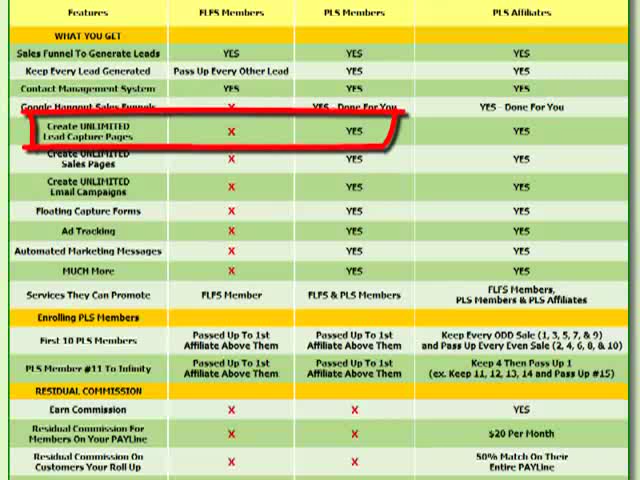 Features FLFS Members PLS Members PLS Affiliates
WHAT YOU GET
Sales Funnel To Generate Leads YES YES YES
Keep Every Lead Generated Pass Up Every Other Lead YES YES
Contact Management System YES YES YES
Google Hangout Sales Funnels X YES - Done For You YES - Done For You
Create UNLIMITED
Lead Capture Pages X YES YES
Create UNLIMITED
Sales Pages X YES YES
Create UNLIMITED
Email Campaigns X YES YES
Floating Capture Forms X YES YES
Ad Tracking X YES YES
Automated Marketing Messages X YES YES
MUCH More X YES YES
Services They Can Promote FLFS Member FLFS & PLS Members FLFS Members,
PLS Members & PLS Affiliates
Enrolling PLS Members
First 10 PLS Members Passed Up To 1st Passed Up To 1st Keep Every ODD Sale (1, 3, 5, 7, & 9)
Affiliate Above Them Affiliate Above Them and Pass Up Every Even Sale (2, 4, 6, 8, & 10)
PLS Member #11 To Infinity Passed Up To 1st Passed Up To 1st Keep 4 Then Pass Up 1
Affiliate Above Them Affiliate Above Them (ex. Keep 11, 12, 13, 14 and Pass Up #15)
RESIDUAL COMMISSION
Earn Commission X X YES
Residual Commission For
Members On Your PAYLine X X $20 Per Month
Residual Commission On X X 50% Match On Their
Customers Your Roll Up Entire PAYLine